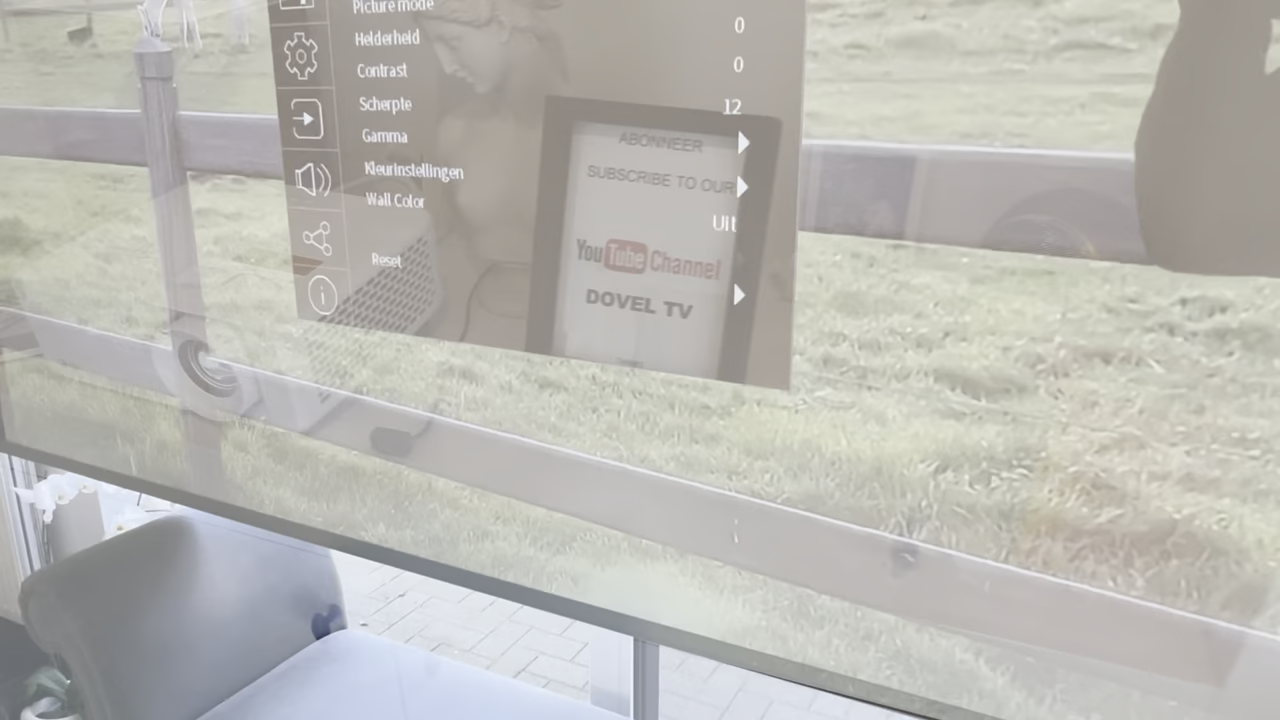 Picture mode
0
Helderheid
0
Contrast
12
Scherpte
Gamma
Kleurinstellingen
Wall Color
Uit
Reset
ABONNEER
SUBSCRIBE TO OUR
YouTube Channel
DOVEL TV